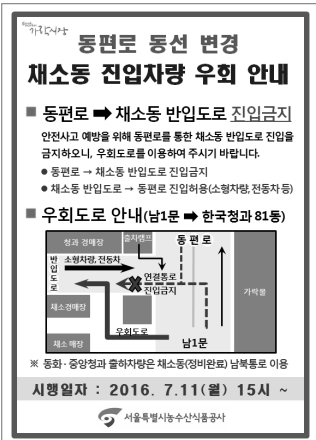 가락시장
동편로 동선 변경
채소동 진입차량 우회 안내
■ 동편로 ➡ 채소동 반입도로 진입금지
안전사고 예방을 위해 동편로를 통한 채소동 반입도로 진입을
금지하오니, 우회도로를 이용하여 주시기 바랍니다.
● 동편로 → 채소동 반입도로 진입금지
● 채소동 반입도로 → 동편로 진입허용(소형차량,전동차 등)
■ 우회도로 안내(남1문 ➡ 한국청과 81동)
청과 경매장
출차램프
동편로
반입도로
소형차량, 전동차
연결통로
진입금지
채소경매장
가락몰
우회도로
채소 매장
남1문
※ 동화·중앙청과 출하차량은 채소동(정비완료) 남북통로 이용
시행일자 : 2016. 7.11(월) 15시 ~
서울특별시농수산식품공사